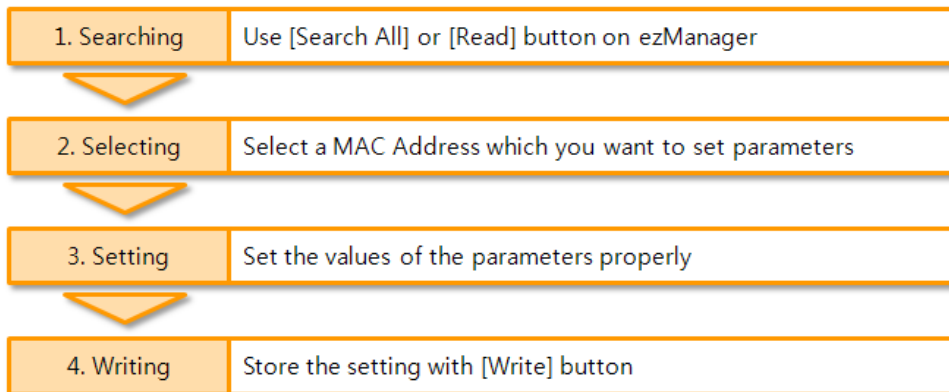 1. Searching Use [Search All] or [Read] button on ezManager
2. Selecting Select a MAC Address which you want to set parameters
3. Setting Set the values of the parameters properly
4. Writing Store the setting with [Write] button